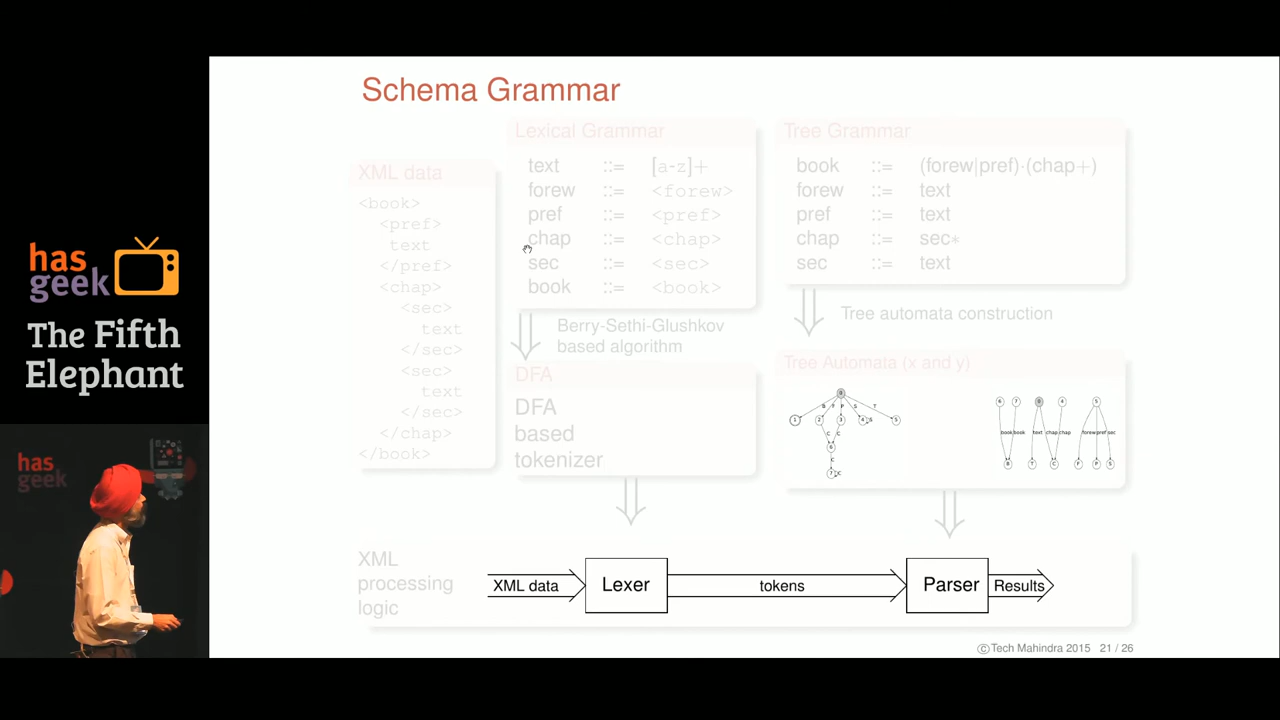 Schema Grammar
XML data
<book>
<pref>
text
</pref>
<chap>
<sec>
text
</sec>
<sec>
text
</sec>
</chap>
</book>
Lexical Grammar
text ::= [a-z]+
forew ::= <forew>
pref ::= <pref>
chap ::= <chap>
sec ::= <sec>
book ::= <book>
Berry-Sethi-Glushkov
based algorithm
DFA
DFA
based
tokenizer
Tree Grammar
book ::= (forew|pref)·(chap+)
forew ::= text
pref ::= text
chap ::= sec*
sec ::= text
Tree automata construction
Tree Automata (x and y)
XML
processing
logic
XML data
Lexer
tokens
Parser
Results
©Tech Mahindra 2015 21 / 26
has
geek
The Fifth
Elephant
has
geek